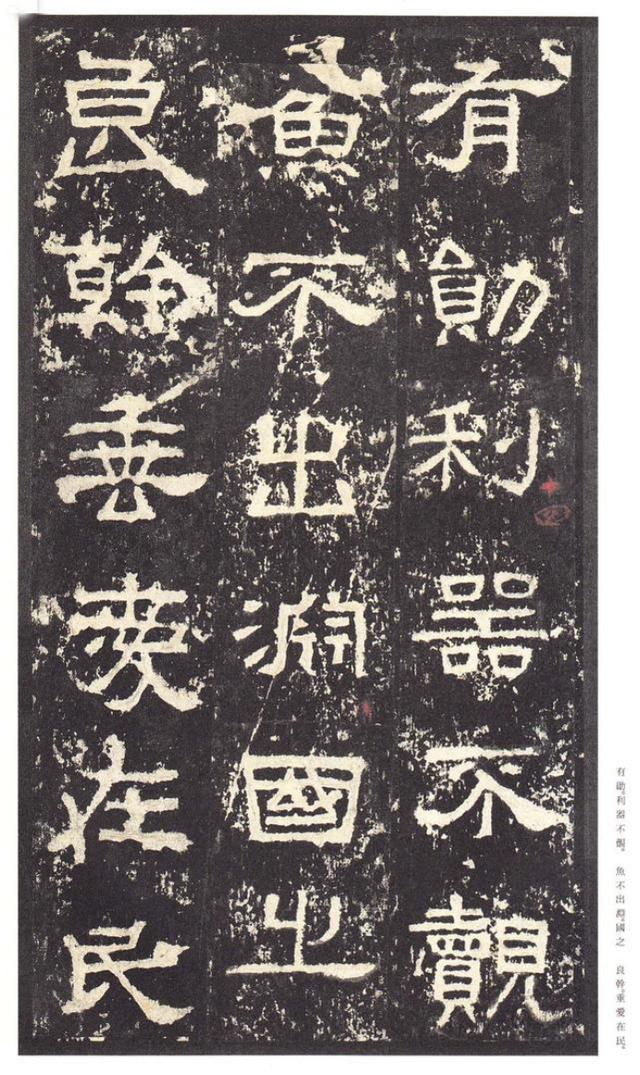 有勛利器不覿
魚不出淵國之
良幹垂愛在民
有勛。利器不覿。 魚不出淵。國之 良幹。垂愛在民。